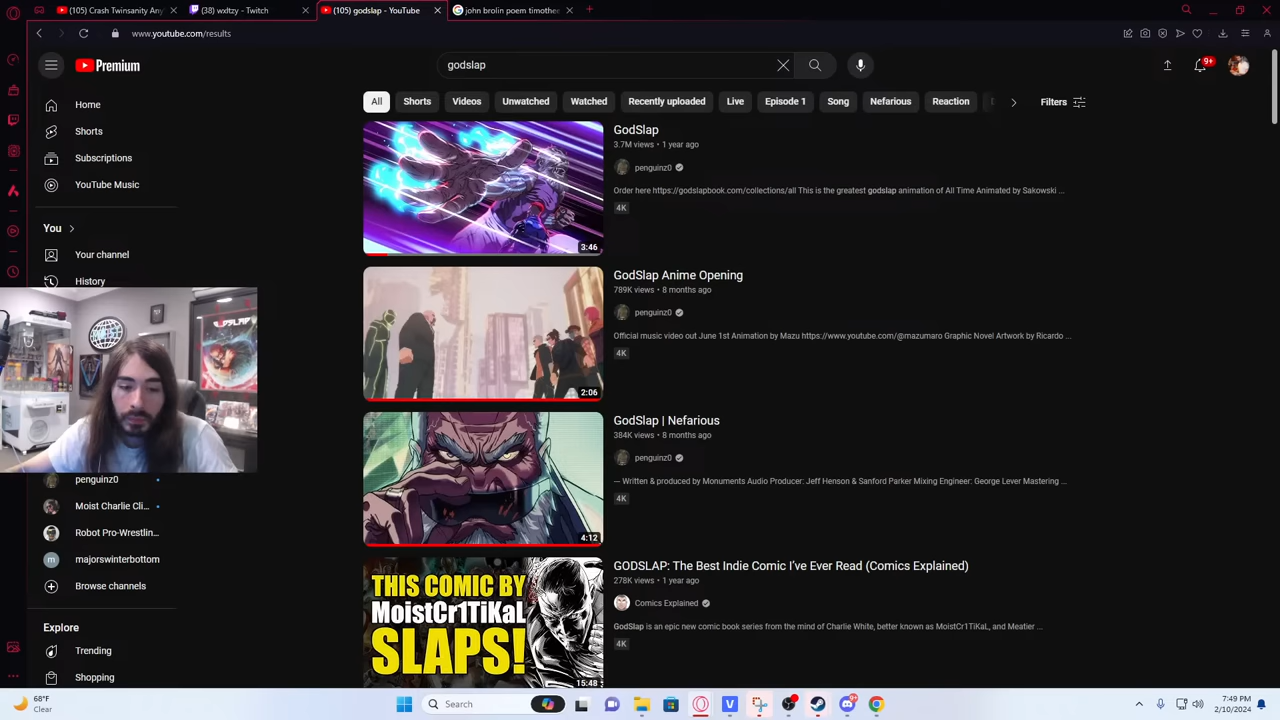 (105) Crash Twinsanity Any
(38) wxdtzy - Twitch
(105) godslap - YouTube
john brolin poem timothee
www.youtube.com/results
Premium
godslap
9+
All
Shorts
Videos
Unwatched
Watched
Recently uploaded
Live
Episode 1
Song
Nefarious
Reaction
Filters
Home
Shorts
Subscriptions
YouTube Music
You
Your channel
History
penguinz0
Moist Charlie Cli...
Robot Pro-Wrestlin...
m
majorswinterbottom
Browse channels
Explore
Trending
Shopping
3:46
GodSlap
3.7M views • 1 year ago
penguinz0
Order here https://godslapbook.com/collections/all This is the greatest godslap animation of All Time Animated by Sakowski ...
4K
2:06
GodSlap Anime Opening
789K views • 8 months ago
penguinz0
Official music video out June 1st Animation by Mazu https://www.youtube.com/@mazumaro Graphic Novel Artwork by Ricardo ...
4K
4:12
GodSlap | Nefarious
384K views • 8 months ago
penguinz0
— Written & produced by Monuments Audio Producer: Jeff Henson & Sanford Parker Mixing Engineer: George Lever Mastering ...
4K
THIS COMIC BY
MoistCr1TiKaL
SLAPS!
15:48
GODSLAP: The Best Indie Comic I've Ever Read (Comics Explained)
278K views • 1 year ago
Comics Explained
GodSlap is an epic new comic book series from the mind of Charlie White, better known as MoistCr1TiKaL, and Meatier ...
4K
68°F
Clear
Search
9+
7:49 PM
2/10/2024